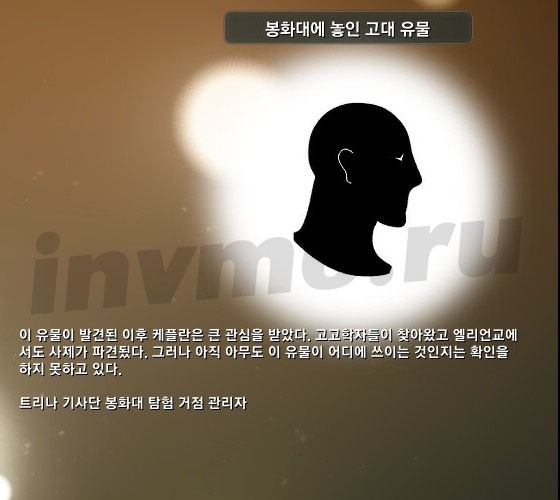 봉화대에 놓인 고대 유물
invmo.ru
이 유물이 발견된 이후 케플란은 큰 관심을 받았다. 고고학자들이 찾아왔고 엘리언교에
서도 사제가 파견됐다. 그러나 아직 아무도 이 유물이 어디에 쓰이는 것인지는 확인을
하지 못하고 있다.
트리나 기사단 봉화대 탐험 거점 관리자